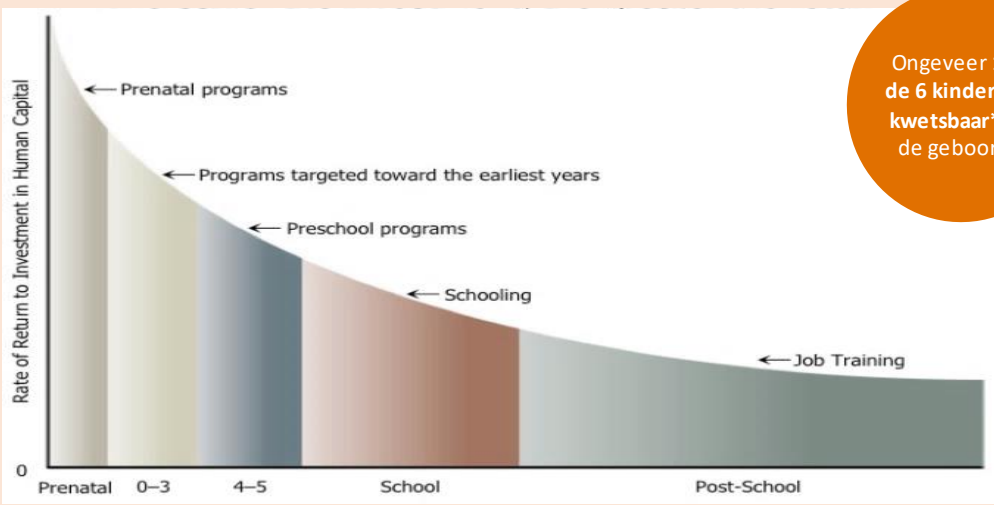 Ongeveer
de 6 kinder
kwetsbaar*
de geboor
Rate of Return to Investment in Human Capital
Prenatal programs
Programs targeted toward the earliest years
Preschool programs
Schooling
Job Training
0
Prenatal
0–3
4–5
School
Post-School